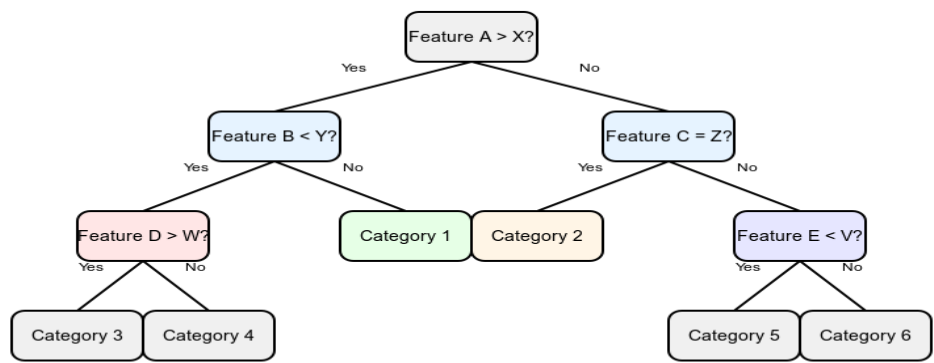 Feature A > X?
Yes
No
Feature B < Y?
Feature C = Z?
Yes
No
Yes
No
Feature D > W?
Category 1
Category 2
Feature E < V?
Yes
No
Yes
No
Category 3
Category 4
Category 5
Category 6